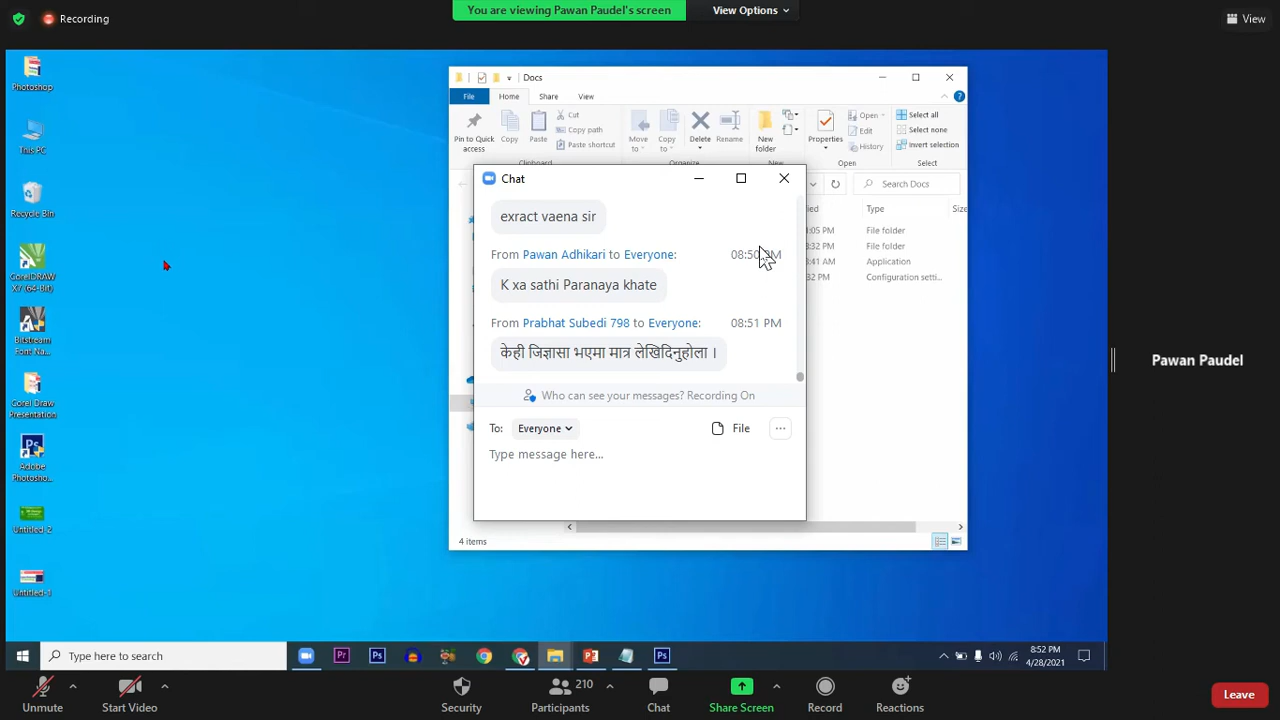 Recording
You are viewing Pawan Paudel's screen
View Options
View
Photoshop
This PC
Recycle Bin
CorelDRAW
X7 (64-Bit)
Bitstream
Font Na...
Corel Draw
Presentation
Adobe
Photosho...
Untitled-2
Untitled-1
Docs
File
Home
Share
View
Pin to Quick
access
Copy
Paste
Cut
Copy path
Paste shortcut
Move
to
Copy
to
Delete
Rename
New
folder
Properties
Open
Edit
History
Select all
Select none
Invert selection
Clipboard
Organize
New
Open
Select
Search Docs
Type
Size
1:05 PM
File folder
File folder
Application
Configuration setti...
4 items
Chat
exract vaena sir
From Pawan Adhikari to Everyone:
K xa sathi Paranaya khate
From Prabhat Subedi 798 to Everyone: 08:51 PM
केही जिज्ञासा भएमा मात्र लेखिदिनुहोला ।
Who can see your messages? Recording On
To: Everyone
File
Type message here...
Pawan Paudel
Type here to search
8:52 PM
4/28/2021
Unmute
Start Video
Security
Participants
210
Chat
Share Screen
Record
Reactions
Leave